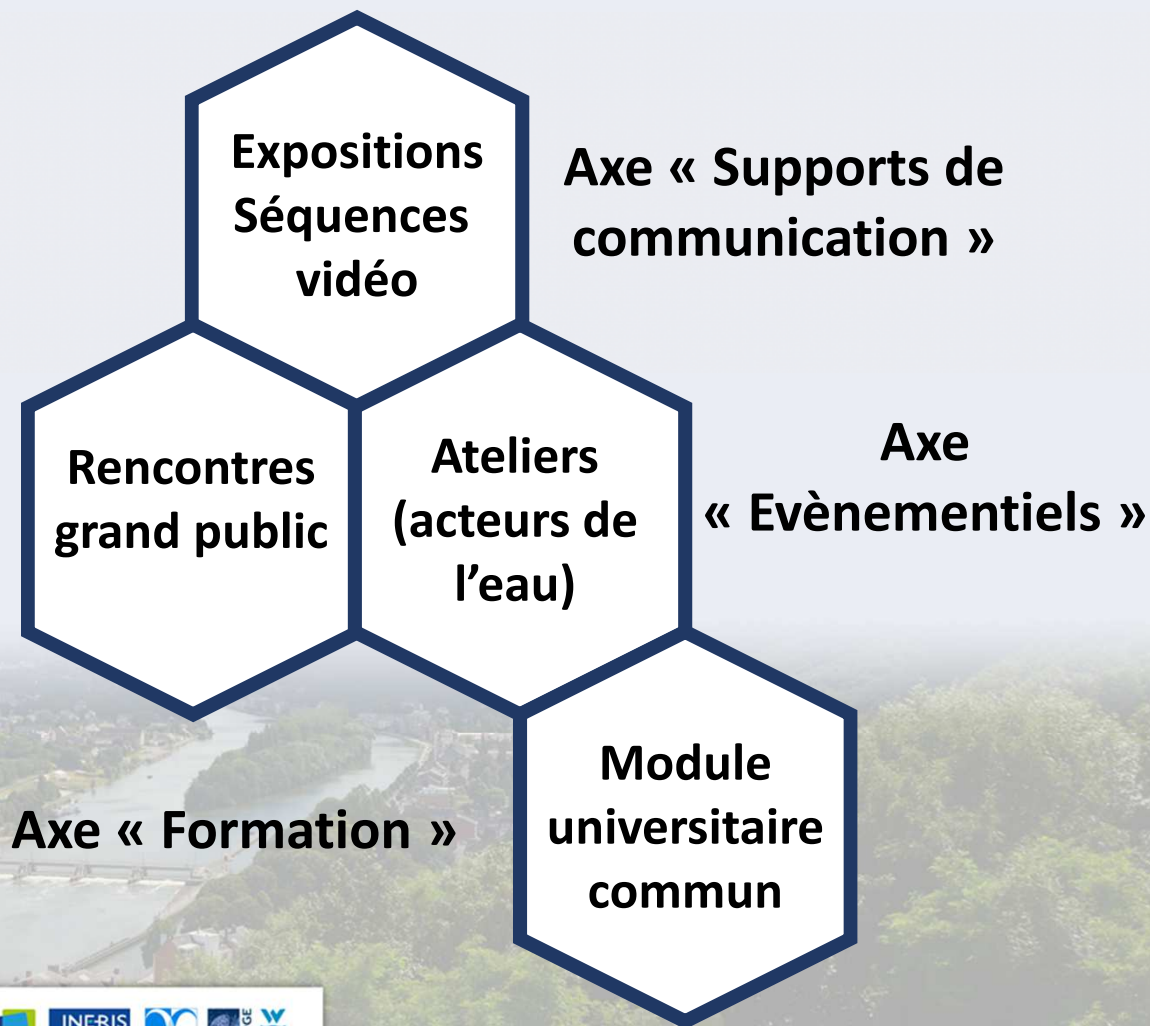 Expositions
Séquences
vidéo
Axe « Supports de
communication »
Rencontres
grand public
Ateliers
(acteurs de
l’eau)
Axe
« Evènementiels »
Axe « Formation »
Module
universitaire
commun